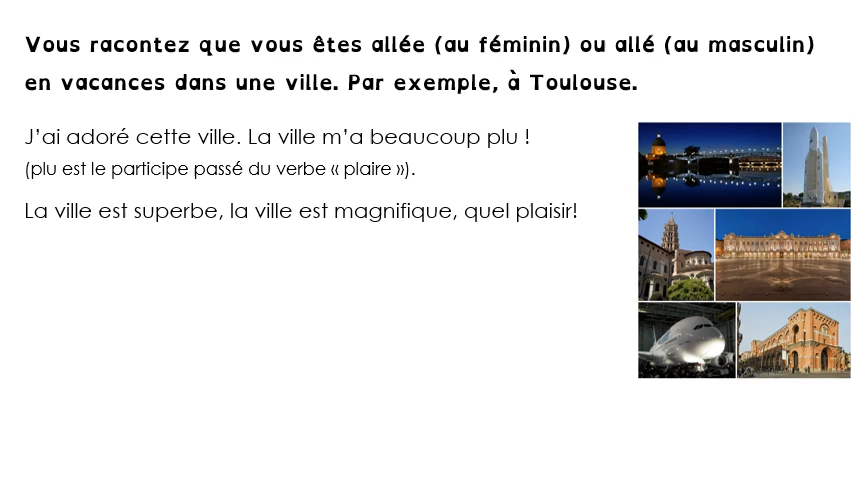 Vous racontez que vous êtes allée (au féminin) ou allé (au masculin)
en vacances dans une ville. Par exemple, à Toulouse.
J’ai adoré cette ville. La ville m’a beaucoup plu !
(plu est le participe passé du verbe « plaire »).
La ville est superbe, la ville est magnifique, quel plaisir!